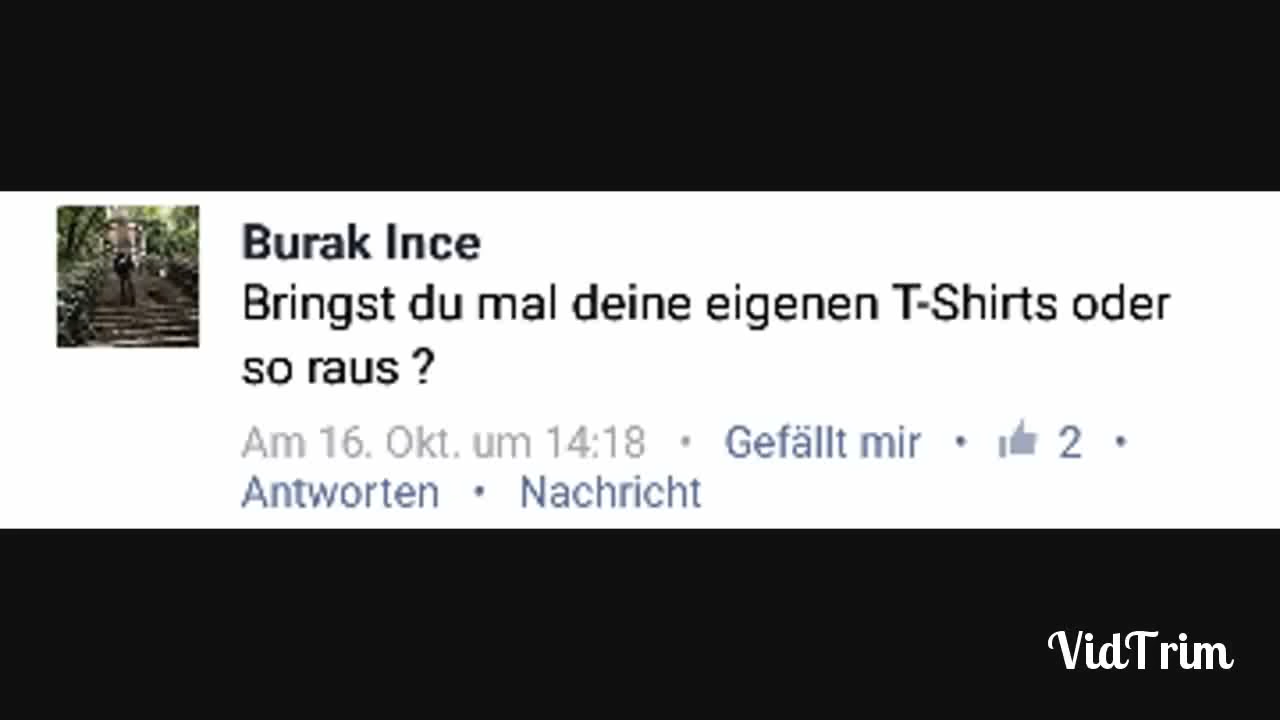 Burak Ince
Bringst du mal deine eigenen T-Shirts oder
so raus ?
Am 16. Okt. um 14:18 • Gefällt mir • 2 •
Antworten • Nachricht
VidTrim